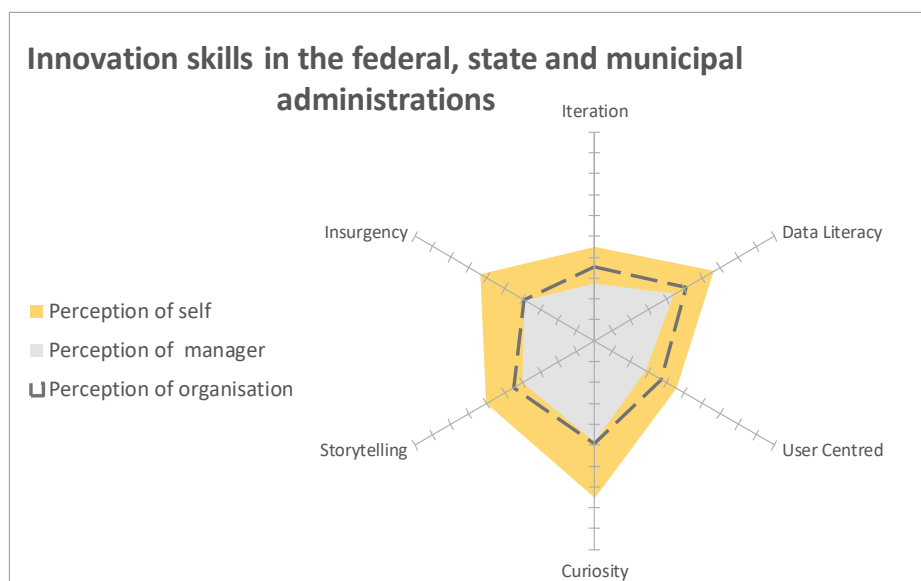 Innovation skills in the federal, state and municipal
administrations
Iteration
Insurgency
Data Literacy
Perception of self
Perception of manager
Perception of organisation
Storytelling
User Centred
Curiosity